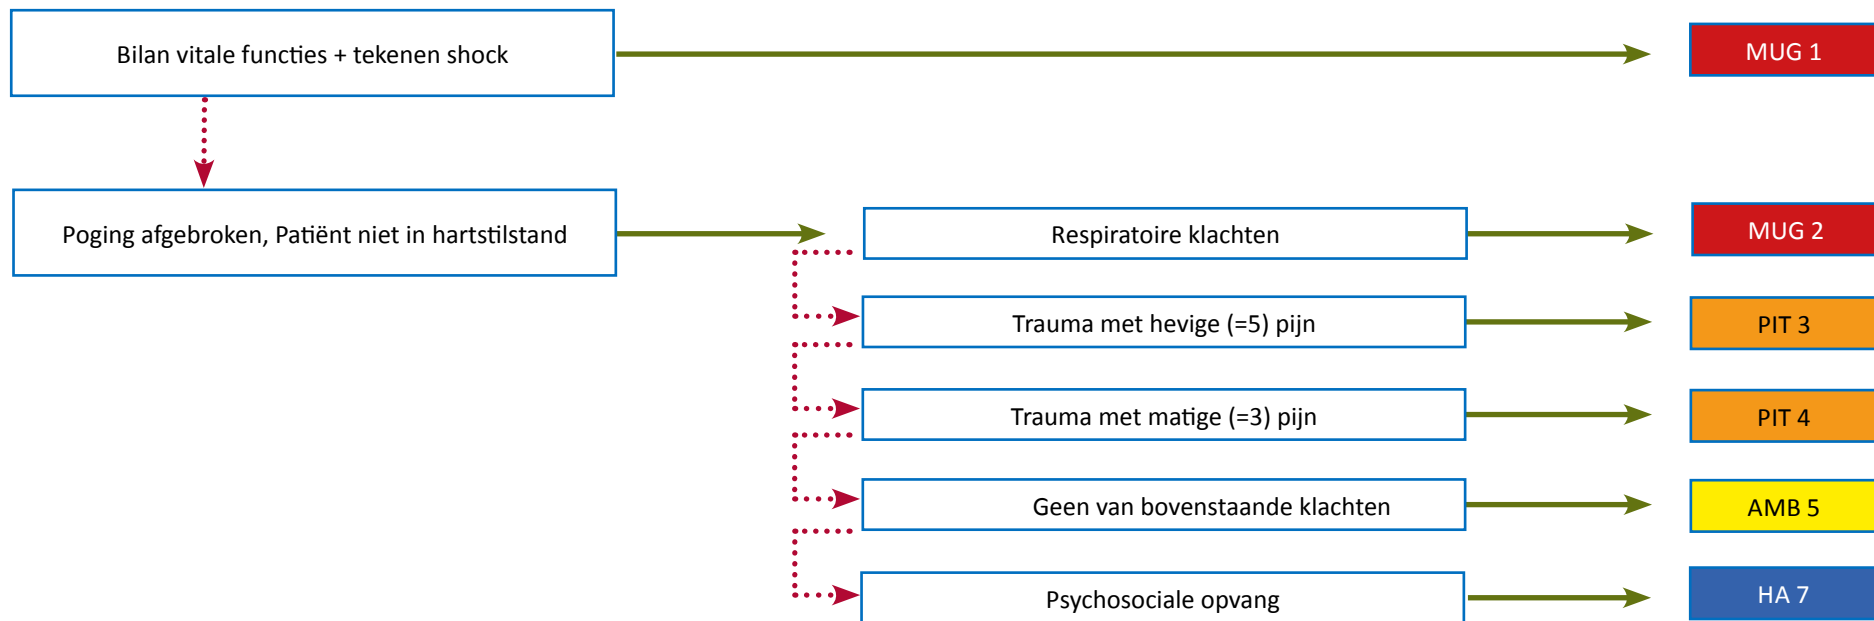 Bilan vitale functies + tekenen shock
MUG 1
Poging afgebroken, Patiënt niet in hartstilstand
Respiratoire klachten
MUG 2
Trauma met hevige (=5) pijn
PIT 3
Trauma met matige (=3) pijn
PIT 4
Geen van bovenstaande klachten
AMB 5
Psychosociale opvang
HA 7